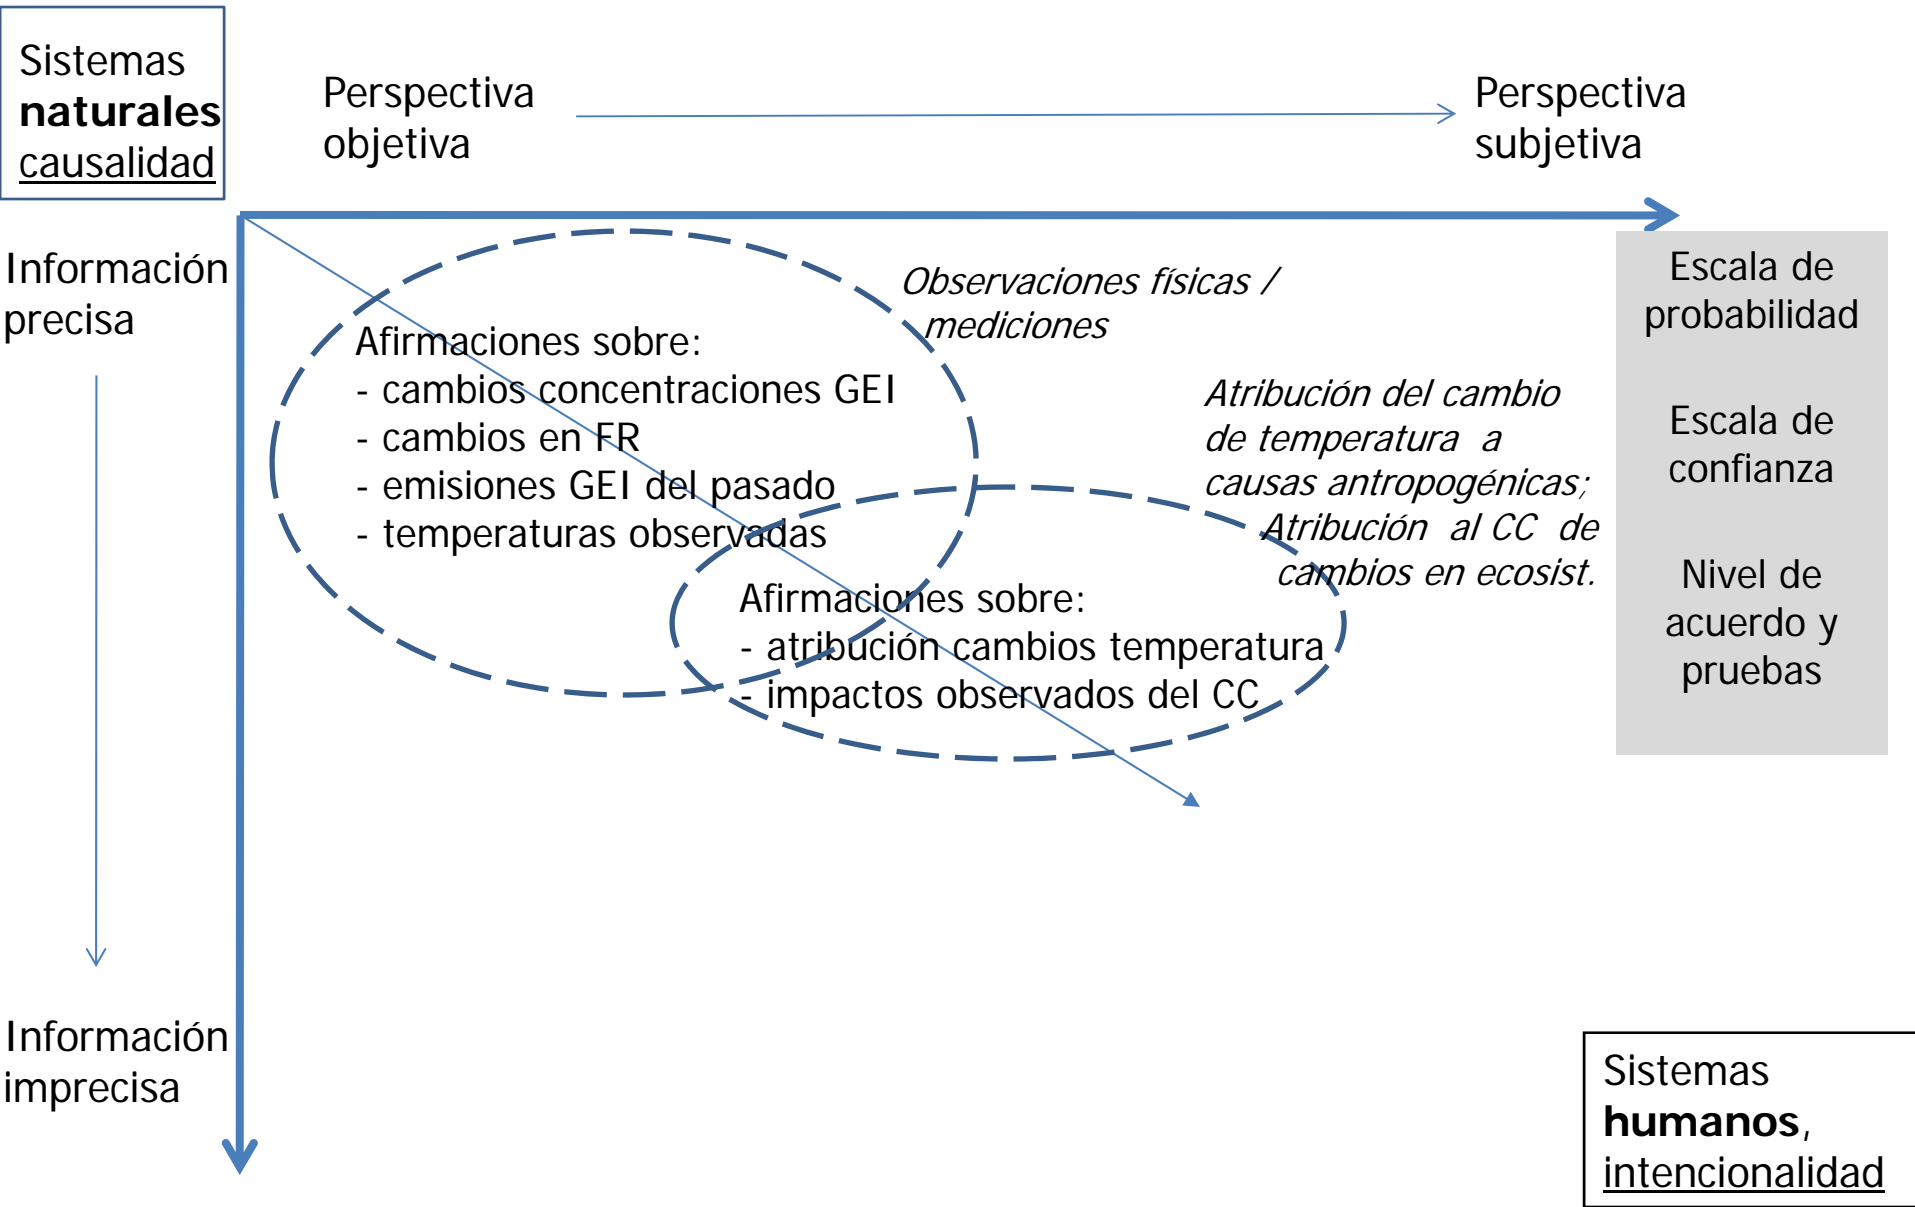 Sistemas
naturales
causalidad
Perspectiva
objetiva
Perspectiva
subjetiva
Información
precisa
Observaciones físicas /
mediciones
Afirmaciones sobre:
- cambios concentraciones GEI
- cambios en FR
- emisiones GEI del pasado
- temperaturas observadas
Atribución del cambio
de temperatura a
causas antropogénicas;
Atribución al CC de
cambios en ecosist.
Afirmaciones sobre:
- atribución cambios temperatura
- impactos observados del CC
Escala de
probabilidad
Escala de
confianza
Nivel de
acuerdo y
pruebas
Información
imprecisa
Sistemas
humanos,
intencionalidad